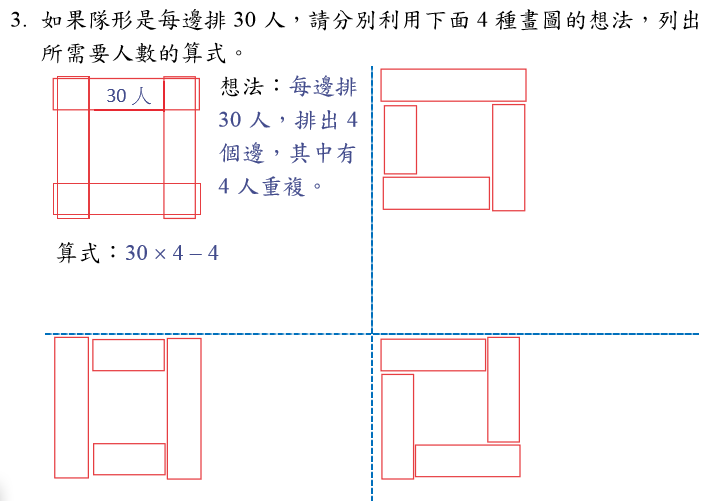 3. 如果隊形是每邊排 30 人，請分別利用下面 4 種畫圖的想法，列出
所需要人數的算式。
30 人
想法：每邊排
30 人，排出 4
個邊，其中有
4 人重複。
算式：30 × 4 – 4